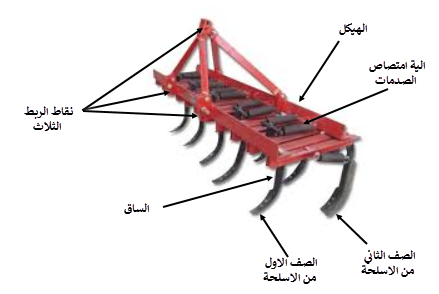 الهيكل
الية امتصاص
الصدمات
نقاط الربط
الثلاث
الساق
الصف الاول
من الاسلحة
الصف الثاني
من الاسلحة